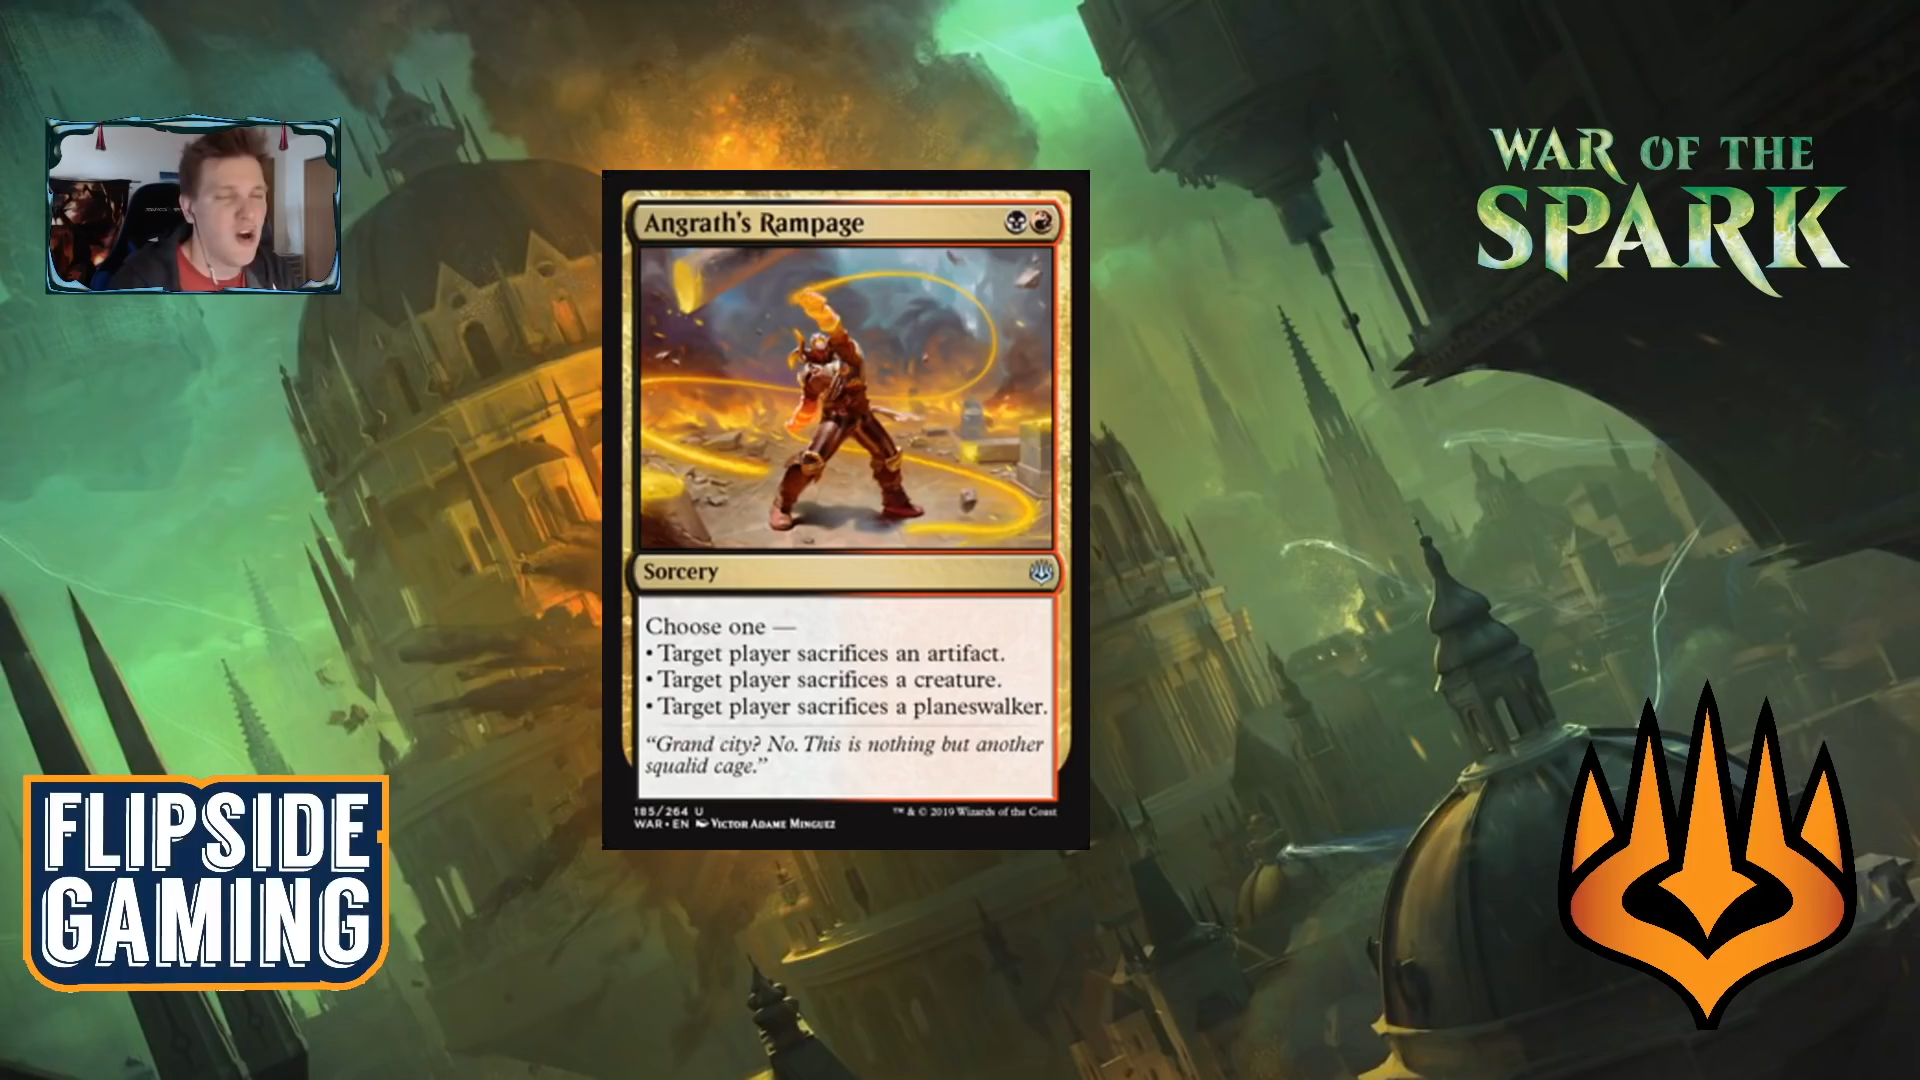 WAR OF THE
SPARK
Angrath's Rampage
Sorcery
Choose one —
• Target player sacrifices an artifact.
• Target player sacrifices a creature.
• Target player sacrifices a planeswalker.
“Grand city? No. This is nothing but another
squalid cage.”
185/264 U
WAR • EN VICTOR ADAME MINGUEZ
™ & © 2019 Wizards of the Coast
FLIPSIDE
GAMING